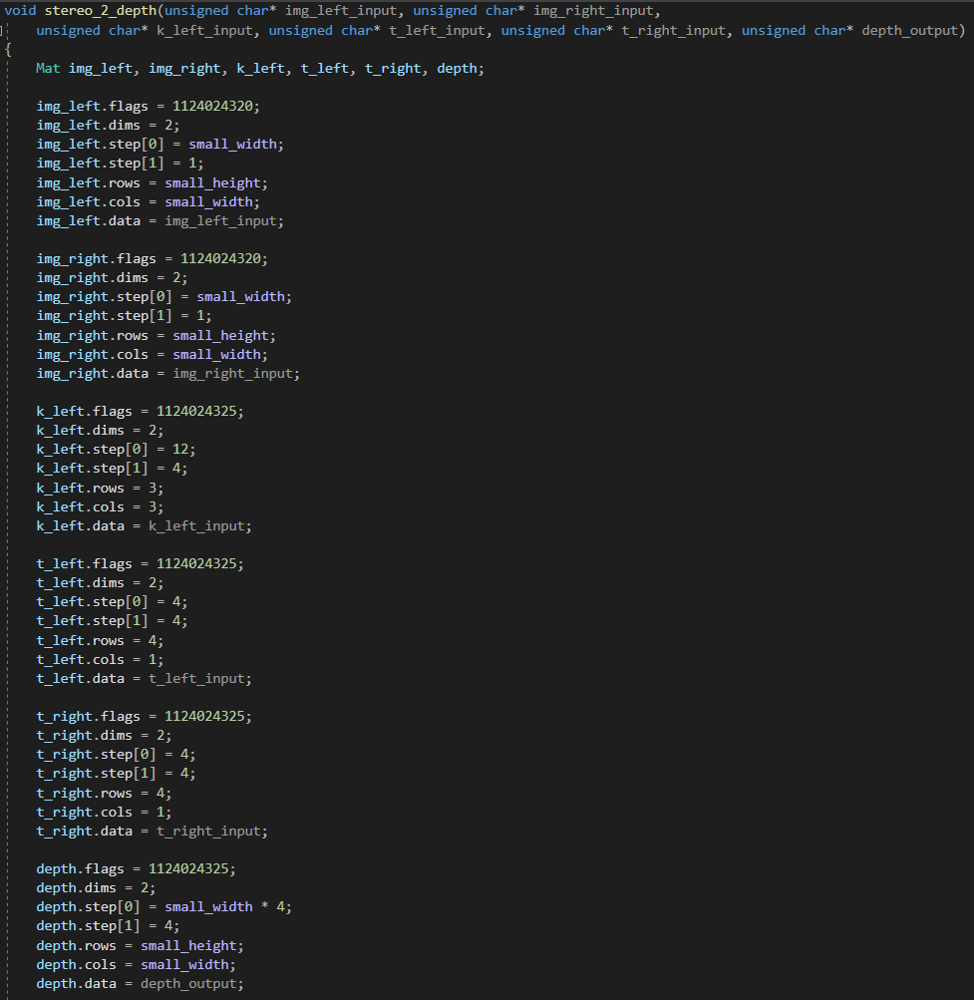 void stereo_2_depth(unsigned char* img_left_input, unsigned char* img_right_input,
unsigned char* k_left_input, unsigned char* t_left_input, unsigned char* t_right_input, unsigned char* depth_output)
{
Mat img_left, img_right, k_left, t_left, t_right, depth;
img_left.flags = 1124024320;
img_left.dims = 2;
img_left.step[0] = small_width;
img_left.step[1] = 1;
img_left.rows = small_height;
img_left.cols = small_width;
img_left.data = img_left_input;
img_right.flags = 1124024320;
img_right.dims = 2;
img_right.step[0] = small_width;
img_right.step[1] = 1;
img_right.rows = small_height;
img_right.cols = small_width;
img_right.data = img_right_input;
k_left.flags = 1124024325;
k_left.dims = 2;
k_left.step[0] = 12;
k_left.step[1] = 4;
k_left.rows = 3;
k_left.cols = 3;
k_left.data = k_left_input;
t_left.flags = 1124024325;
t_left.dims = 2;
t_left.step[0] = 4;
t_left.step[1] = 4;
t_left.rows = 4;
t_left.cols = 1;
t_left.data = t_left_input;
t_right.flags = 1124024325;
t_right.dims = 2;
t_right.step[0] = 4;
t_right.step[1] = 4;
t_right.rows = 4;
t_right.cols = 1;
t_right.data = t_right_input;
depth.flags = 1124024325;
depth.dims = 2;
depth.step[0] = small_width * 4;
depth.step[1] = 4;
depth.rows = small_height;
depth.cols = small_width;
depth.data = depth_output;